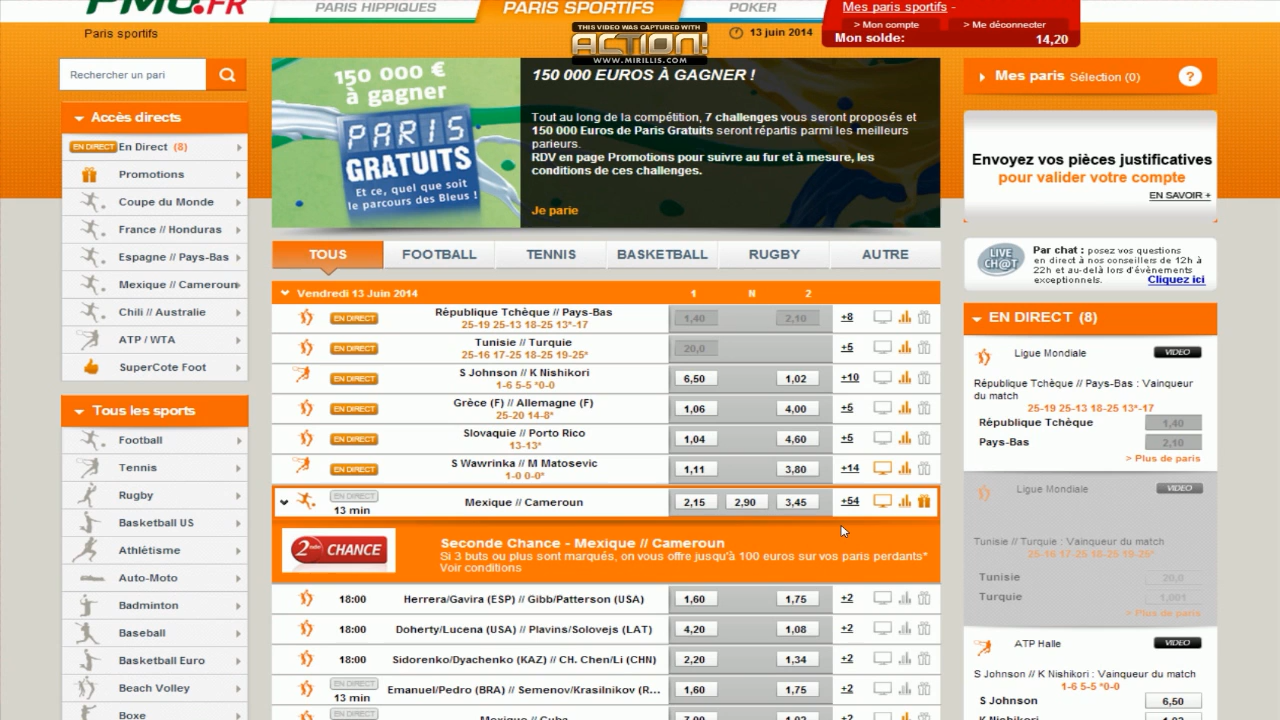 PMU.FR
PARIS HIPPIQUES
PARIS SPORTIFS
POKER
Mes paris sportifs -
> Mon compte
> Me déconnecter
Mon solde: 14,20
Paris sportifs
13 juin 2014
THIS VIDEO WAS CAPTURED WITH
ACTION!
WWW.MIRILLIS.COM
Rechercher un pari
Accès directs
EN DIRECT En Direct (8)
Promotions
Coupe du Monde
France // Honduras
Espagne // Pays-Bas
Mexique // Cameroun
Chili // Australie
ATP / WTA
SuperCote Foot
Tous les sports
Football
Tennis
Rugby
Basketball US
Athlétisme
Auto-Moto
Badminton
Baseball
Basketball Euro
Beach Volley
Boxe
150 000 €
à gagner
PARIS
GRATUITS
Et ce, quel que soit
le parcours des Bleus !
150 000 EUROS À GAGNER !
Tout au long de la compétition, 7 challenges vous seront proposés et
150 000 Euros de Paris Gratuits seront répartis parmi les meilleurs
parieurs.
RDV en page Promotions pour suivre au fur et à mesure, les
conditions de ces challenges.
Je parie
TOUS FOOTBALL TENNIS BASKETBALL RUGBY AUTRE
Vendredi 13 Juin 2014 1 N 2
EN DIRECT République Tchèque // Pays-Bas 1,40 2,10 +8
25-19 25-13 18-25 13*-17
EN DIRECT Tunisie // Turquie 20,0 +5
25-16 17-25 18-25 19-25*
EN DIRECT S Johnson // K Nishikori 6,50 1,02 +10
1-6 5-5 *0-0
EN DIRECT Grèce (F) // Allemagne (F) 1,06 4,00 +5
25-20 14-8*
EN DIRECT Slovaquie // Porto Rico 1,04 4,60 +5
13-13*
EN DIRECT S Wawrinka // M Matosevic 1,11 3,80 +14
1-0 0-0*
EN DIRECT
13 min Mexique // Cameroun 2,15 2,90 3,45 +54
2nde CHANCE
Seconde Chance - Mexique // Cameroun
Si 3 buts ou plus sont marqués, on vous offre jusqu'à 100 euros sur vos paris perdants*
Voir conditions
18:00 Herrera/Gavira (ESP) // Gibb/Patterson (USA) 1,60 1,75 +2
18:00 Doherty/Lucena (USA) // Plavins/Solovejs (LAT) 4,20 1,08 +2
18:00 Sidorenko/Dyachenko (KAZ) // CH. Chen/Li (CHN) 2,20 1,34 +2
EN DIRECT
13 min Emanuel/Pedro (BRA) // Semenov/Krasilnikov (R... 1,60 1,75 +2
EN DIRECT Mexique // Cuba 7,00 1,02 +2
Mes paris Sélection (0) ?
Envoyez vos pièces justificatives
pour valider votre compte
EN SAVOIR +
LIVE
CH@T
Par chat : posez vos questions
en direct à nos conseillers de 12h à
22h et au-delà lors d'évènements
exceptionnels. Cliquez ici
EN DIRECT (8)
Ligue Mondiale VIDEO
République Tchèque // Pays-Bas : Vainqueur
du match
25-19 25-13 18-25 13*-17
République Tchèque 1,40
Pays-Bas 2,10
> Plus de paris
Ligue Mondiale VIDEO
Tunisie // Turquie : Vainqueur du match
25-16 17-25 18-25 19-25*
Tunisie 20,0
Turquie 1,001
> Plus de paris
ATP Halle VIDEO
S Johnson // K Nishikori : Vainqueur du match
1-6 5-5 *0-0
S Johnson 6,50
K Nishikori 1,02